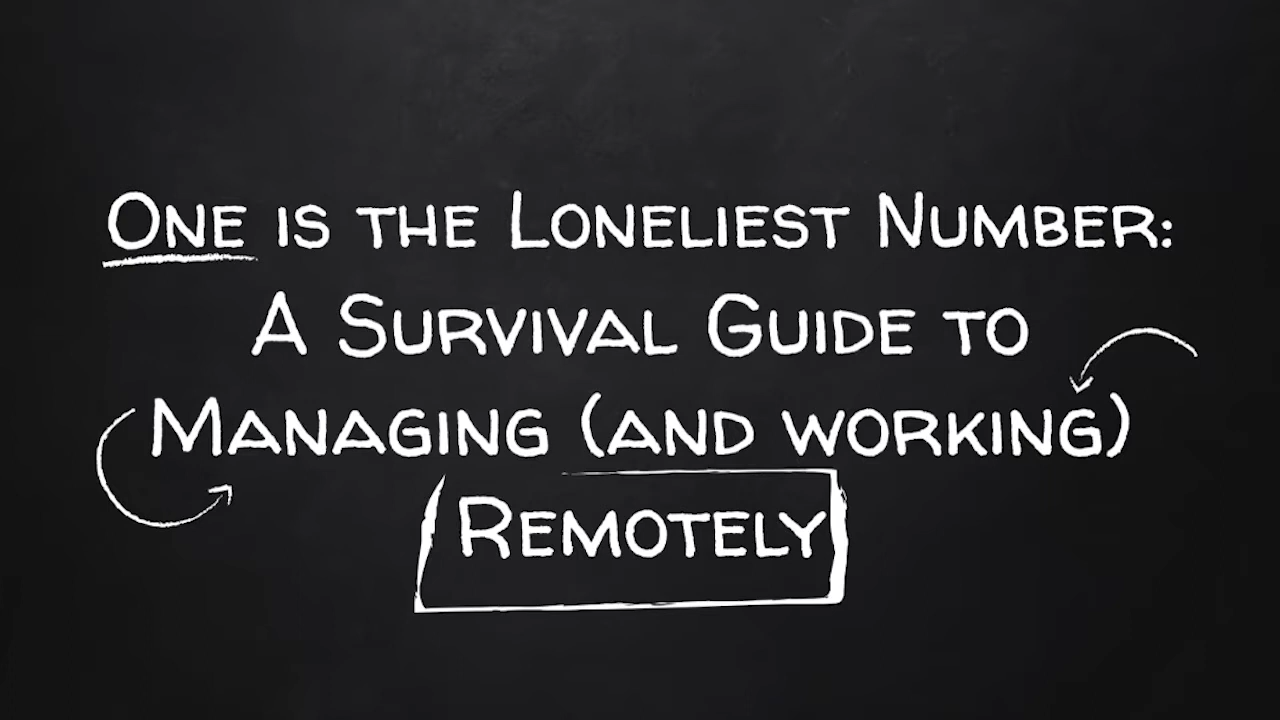 One is the Loneliest Number:
A Survival Guide to
Managing (and working)
Remotely